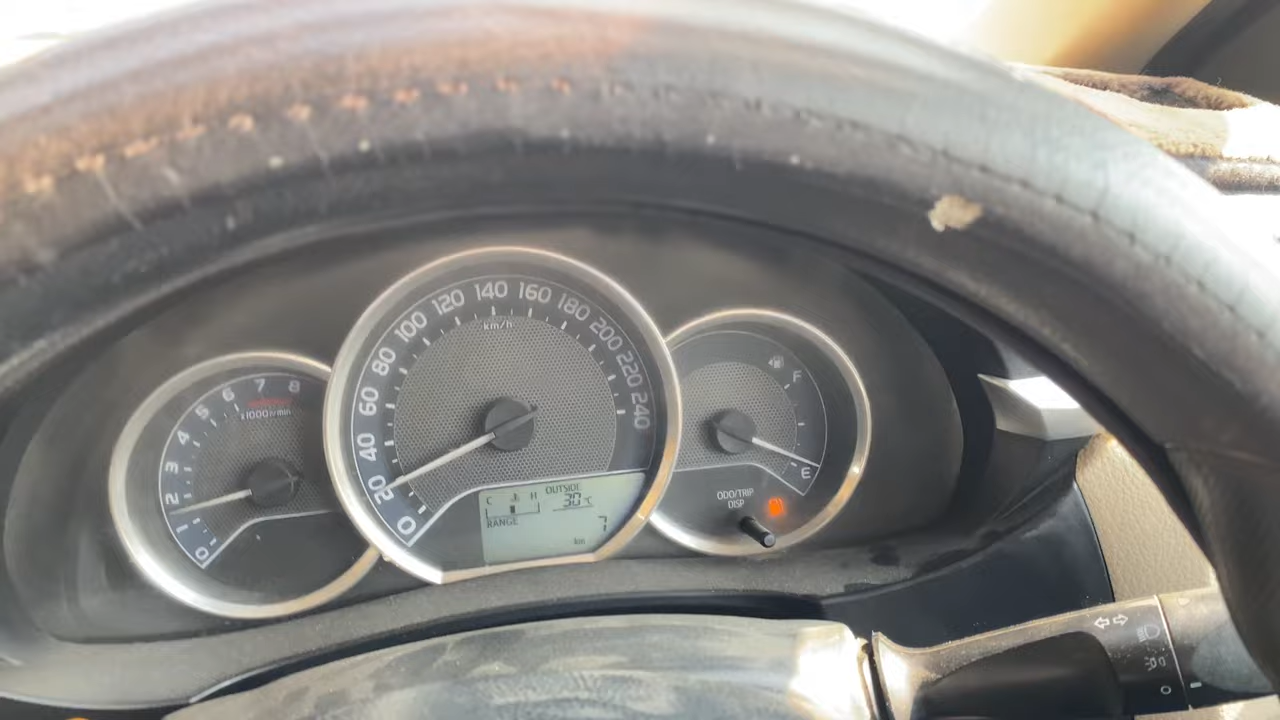 0 1 2 3 4 5 6 7 8
x1000r/min
0 20 40 60 80 100 120 140 160 180 200 220 240
km/h
C H OUTSIDE
30°C
RANGE
7
km
F
E
ODO/TRIP
DISP
O